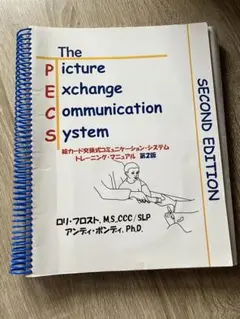 The
Picture
Exchange
Communication
System
SECOND EDITION
絵カード交換式コミュニケーション・システム
トレーニング・マニュアル 第2版
ロリ・フロスト, M.S,CCC/SLP
アンディ・ボンディ, Ph.D.